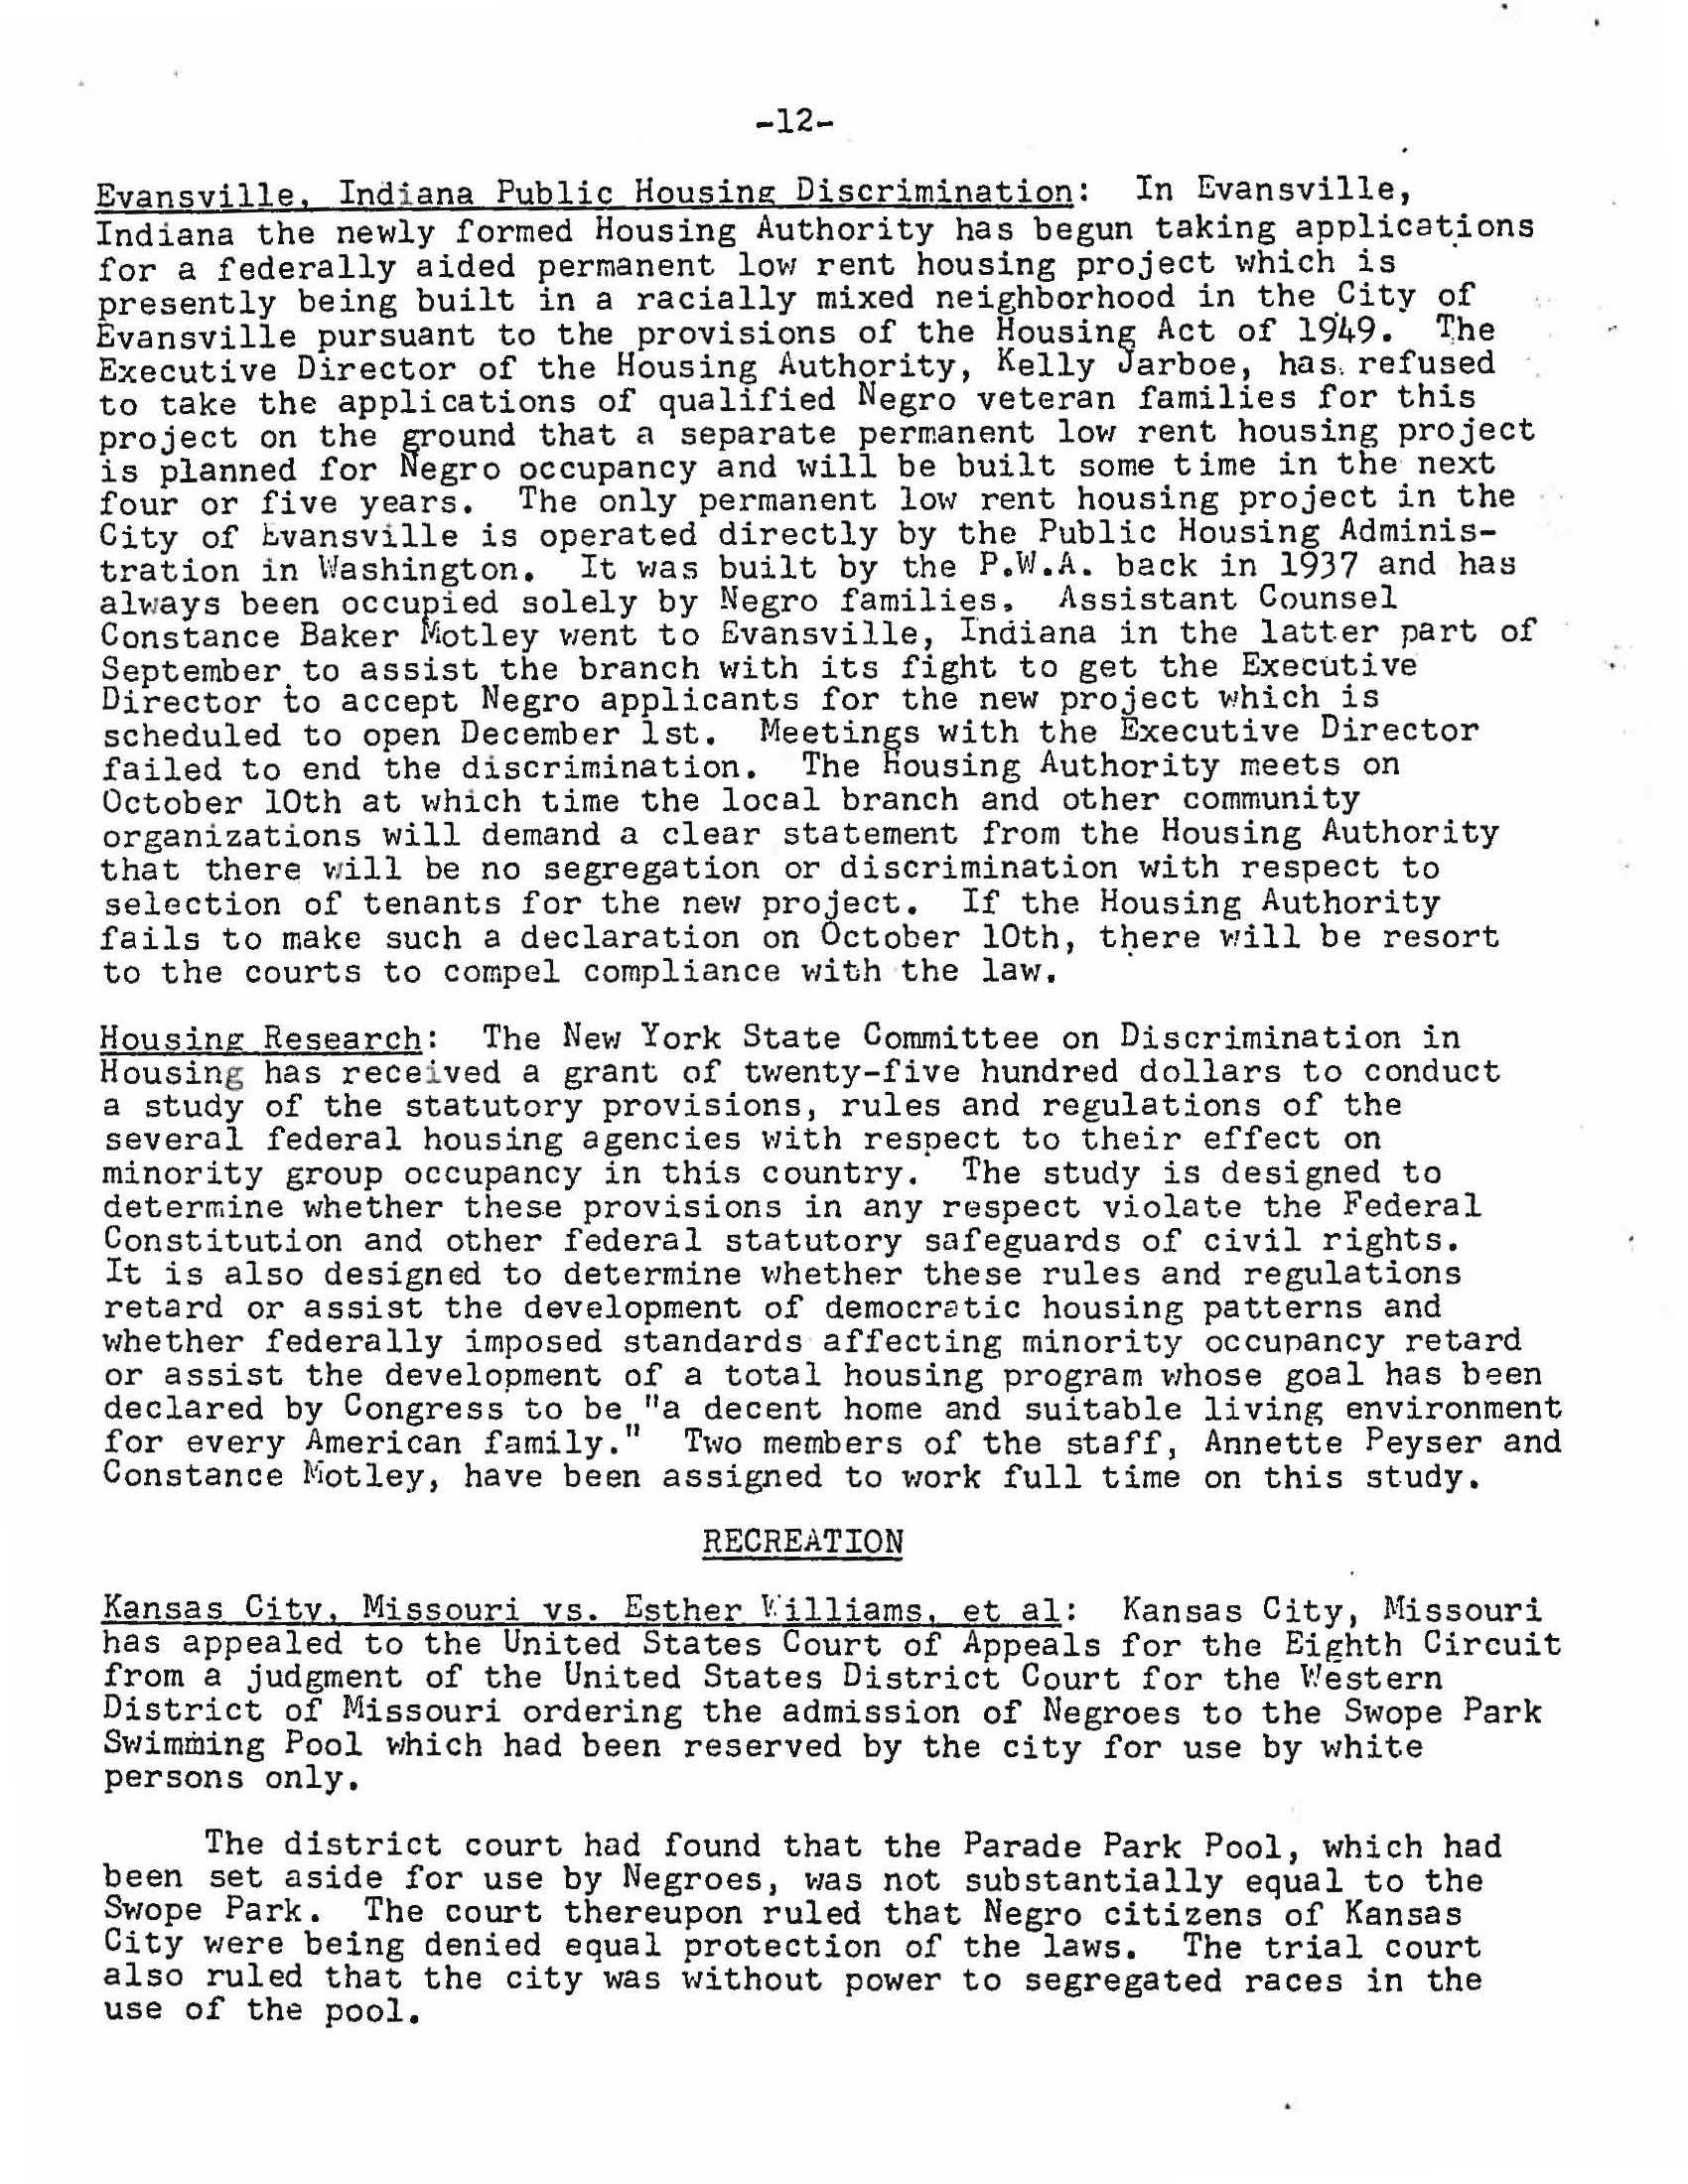 -12-
Evansville, Indiana Public Housing Discrimination: In Evansville,
Indiana the newly formed Housing Authority has begun taking applications
for a federally aided permanent low rent housing project which is
presently being built in a racially mixed neighborhood in the City of
Evansville pursuant to the provisions of the Housing Act of 1949. The
Executive Director of the Housing Authority, Kelly Jarboe, has refused
to take the applications of qualified Negro veteran families for this
project on the ground that a separate permanent low rent housing project
is planned for Negro occupancy and will be built some time in the next
four or five years. The only permanent low rent housing project in the
City of Evansville is operated directly by the Public Housing Adminis-
tration in Washington. It was built by the P.W.A. back in 1937 and has
always been occupied solely by Negro families. Assistant Counsel
Constance Baker Motley went to Evansville, Indiana in the latter part of
September to assist the branch with its fight to get the Executive
Director to accept Negro applicants for the new project which is
scheduled to open December 1st. Meetings with the Executive Director
failed to end the discrimination. The Housing Authority meets on
October 10th at which time the local branch and other community
organizations will demand a clear statement from the Housing Authority
that there will be no segregation or discrimination with respect to
selection of tenants for the new project. If the Housing Authority
fails to make such a declaration on October 10th, there will be resort
to the courts to compel compliance with the law.
Housing Research: The New York State Committee on Discrimination in
Housing has received a grant of twenty-five hundred dollars to conduct
a study of the statutory provisions, rules and regulations of the
several federal housing agencies with respect to their effect on
minority group occupancy in this country. The study is designed to
determine whether these provisions in any respect violate the Federal
Constitution and other federal statutory safeguards of civil rights.
It is also designed to determine whether these rules and regulations
retard or assist the development of democratic housing patterns and
whether federally imposed standards affecting minority occupancy retard
or assist the development of a total housing program whose goal has been
declared by Congress to be "a decent home and suitable living environment
for every American family." Two members of the staff, Annette Peyser and
Constance Motley, have been assigned to work full time on this study.
RECREATION
Kansas City, Missouri vs. Esther Williams, et al: Kansas City, Missouri
has appealed to the United States Court of Appeals for the Eighth Circuit
from a judgment of the United States District Court for the Western
District of Missouri ordering the admission of Negroes to the Swope Park
Swimming Pool which had been reserved by the city for use by white
persons only.
The district court had found that the Parade Park Pool, which had
been set aside for use by Negroes, was not substantially equal to the
Swope Park. The court thereupon ruled that Negro citizens of Kansas
City were being denied equal protection of the laws. The trial court
also ruled that the city was without power to segregated races in the
use of the pool.